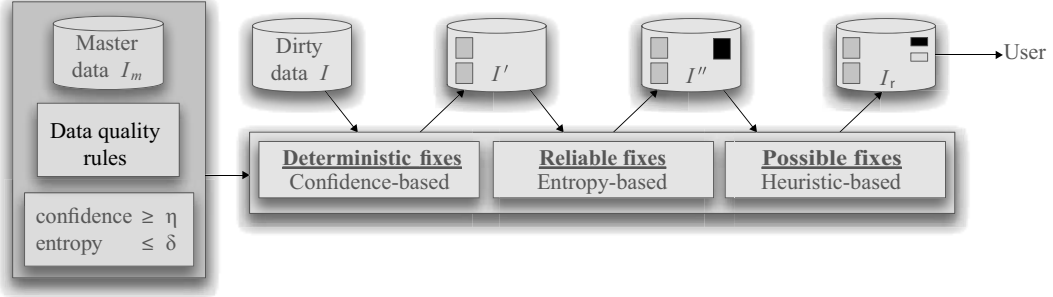 Master
data I_m
Data quality
rules
confidence ≥ η
entropy ≤ δ
Dirty
data I
I′
I″
I_r
User
Deterministic fixes
Confidence-based
Reliable fixes
Entropy-based
Possible fixes
Heuristic-based